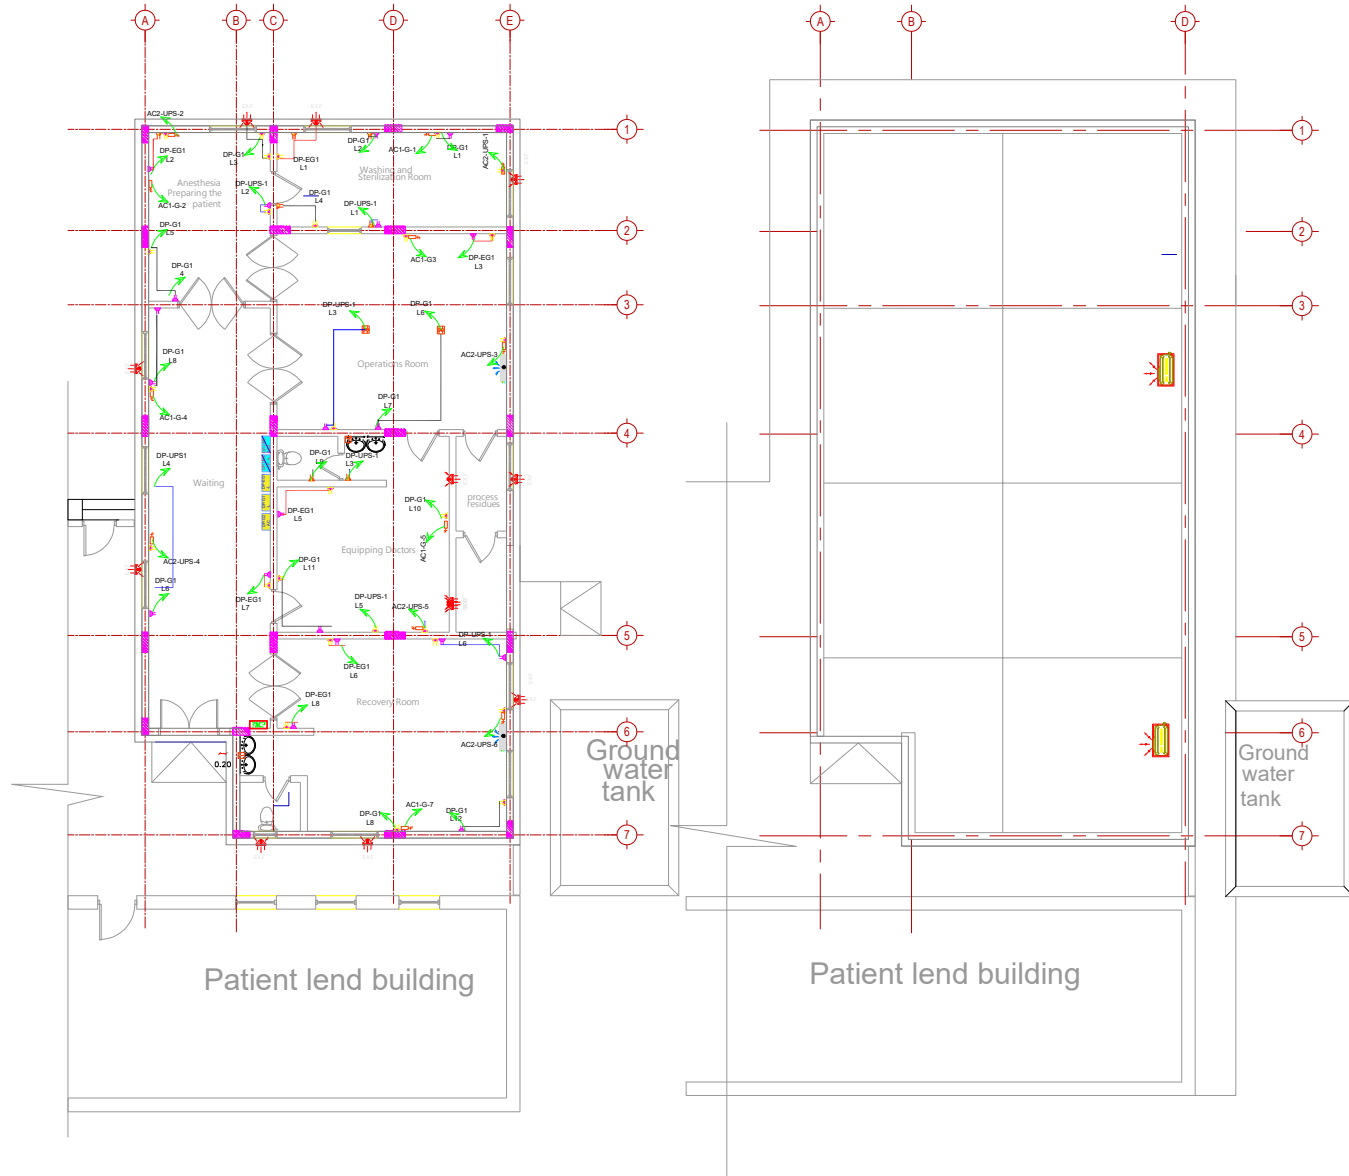 A
B
C
D
E
A
B
D
AC2-UPS-2
DP-EG1
L2
DP-G1
L3
DP-EG1
L1
DP-G1
L2
AC1-G-1
DP-G1
L1
AC2-UPS-1
1
1
Anesthesia
Preparing the
patient
Washing and
Sterilization Room
DP-UPS-1
L2
DP-G1
L4
AC1-G-2
DP-UPS-1
L1
DP-G1
L5
2
2
AC1-G3
DP-EG1
L3
DP-G1
4
3
3
DP-UPS-1
L3
DP-G1
L6
DP-G1
L8
Operations Room
AC2-UPS-3
AC1-G-4
DP-G1
L7
4
4
DP-UPS1
L4
Waiting
DP-G1
L9
DP-UPS-1
L3
DP-EG1
L5
DP-G1
L10
process
residues
Equipping Doctors
AC1-G-5
AC2-UPS-4
DP-G1
L6
DP-EG1
L7
DP-G1
L11
DP-UPS-1
L5
AC2-UPS-5
DP-UPS-1
L6
5
5
DP-EG1
L6
DP-EG1
L8
Recovery Room
AC2-UPS-6
6
6
0.20
Ground
water
tank
Ground
water
tank
DP-G1
L8
AC1-G-7
DP-G1
L12
7
7
Patient lend building
Patient lend building